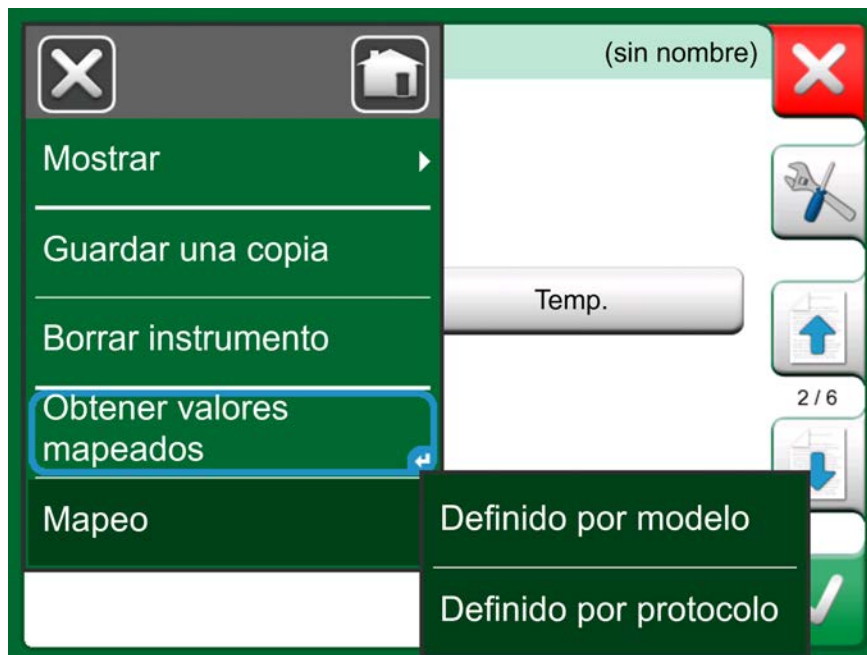 (sin nombre)
Mostrar
Guardar una copia
Temp.
Borrar instrumento
Obtener valores
mapeados
2 / 6
Mapeo
Definido por modelo
Definido por protocolo